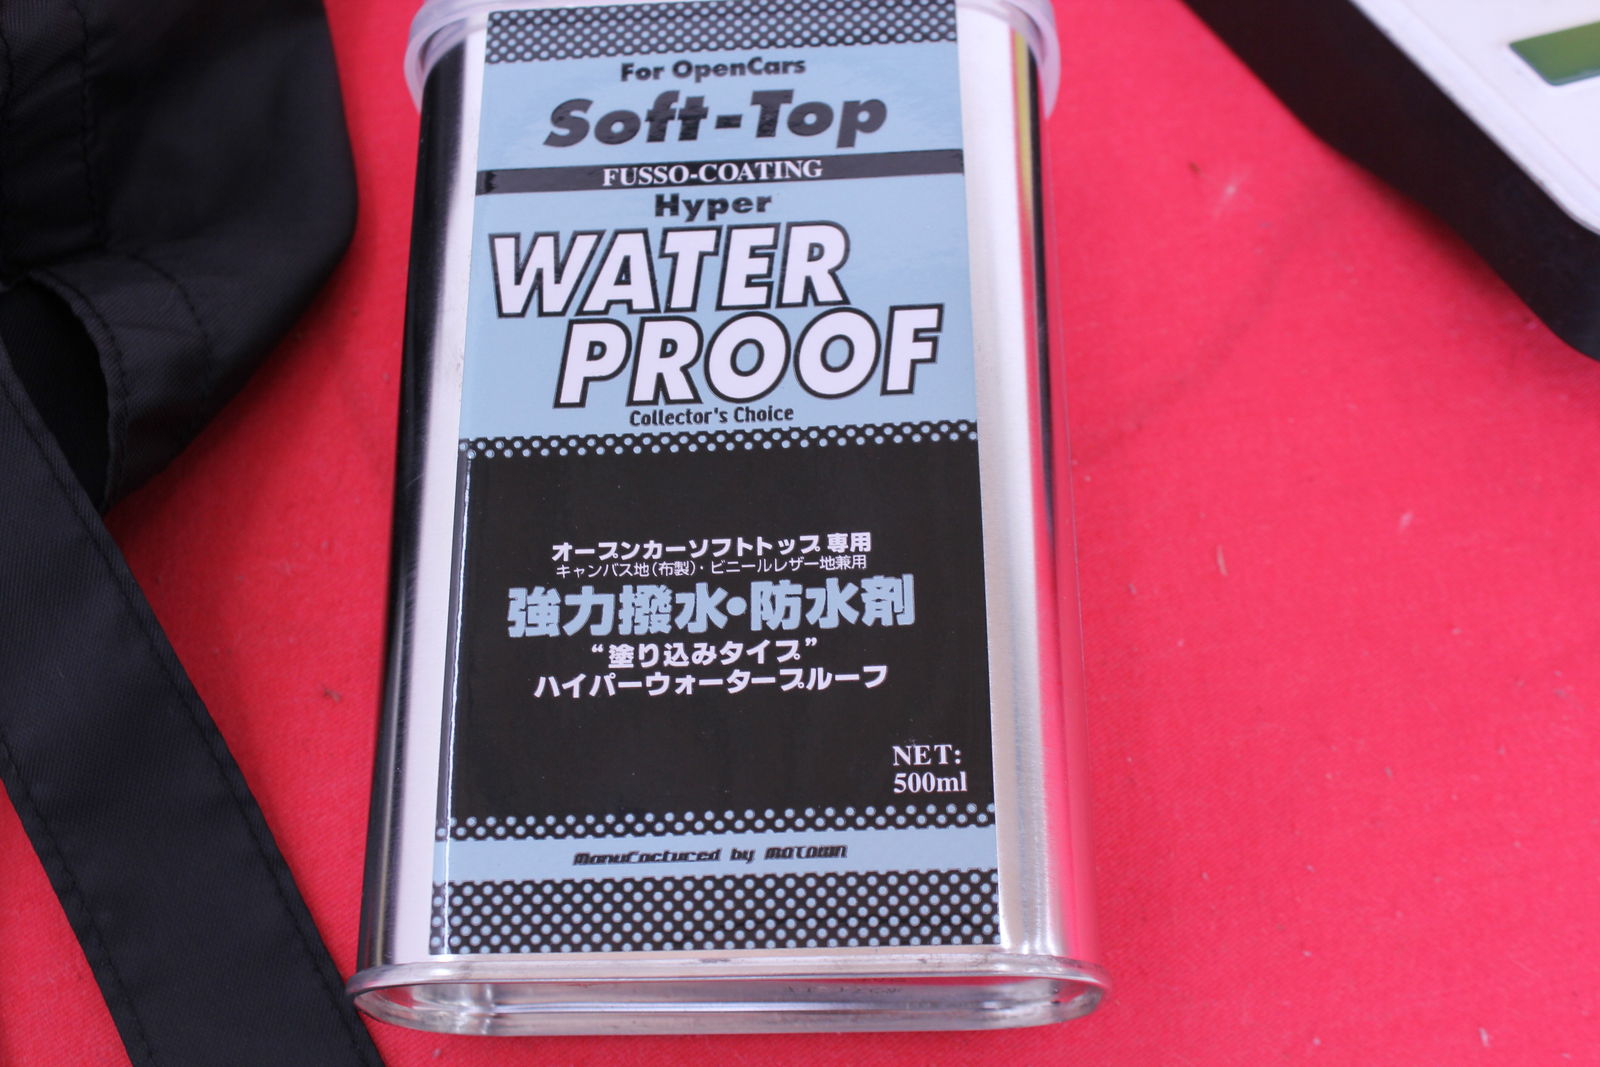 For OpenCars
Soft-Top
FUSSO-COATING
Hyper
WATER
PROOF
Collector's Choice
オープンカーソフトトップ専用
キャンバス地(布製)・ビニールレザー地兼用
強力撥水・防水剤
“塗り込みタイプ”
ハイパーウォータープルーフ
NET:
500ml
Manufactured by MOTOWN